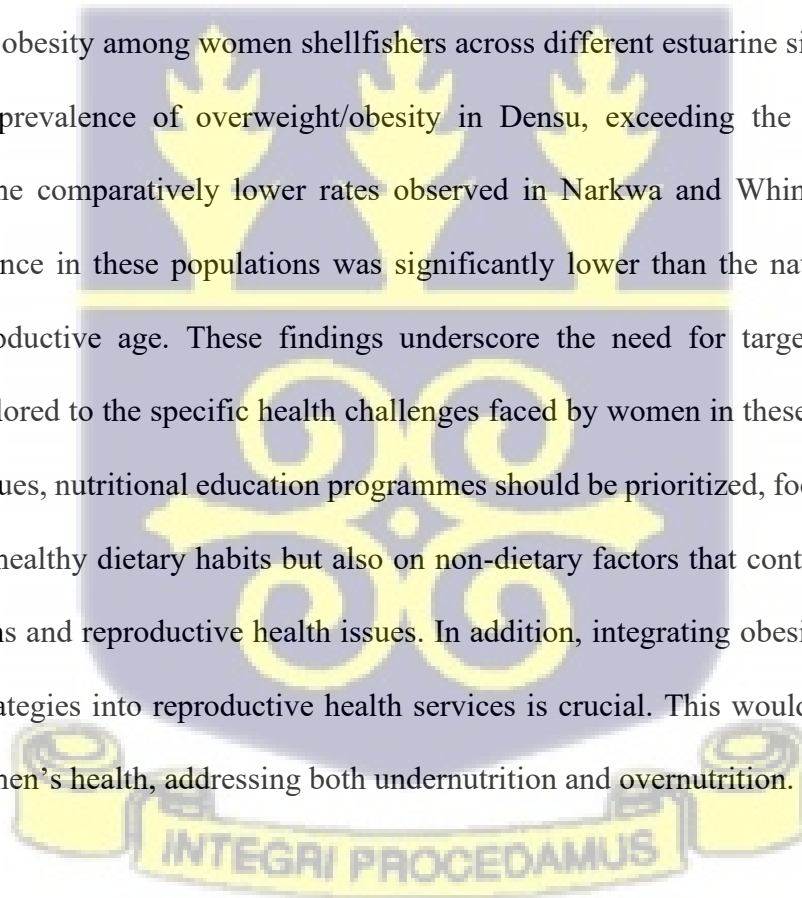 obesity among women shellfishers across different estuarine si
prevalence of overweight/obesity in Densu, exceeding the
ne comparatively lower rates observed in Narkwa and Whin
nce in these populations was significantly lower than the nat
oductive age. These findings underscore the need for targe
lored to the specific health challenges faced by women in these
ues, nutritional education programmes should be prioritized, foc
healthy dietary habits but also on non-dietary factors that cont
ns and reproductive health issues. In addition, integrating obesi
ategies into reproductive health services is crucial. This would
men’s health, addressing both undernutrition and overnutrition.
INTEGRI PROCEDAMUS